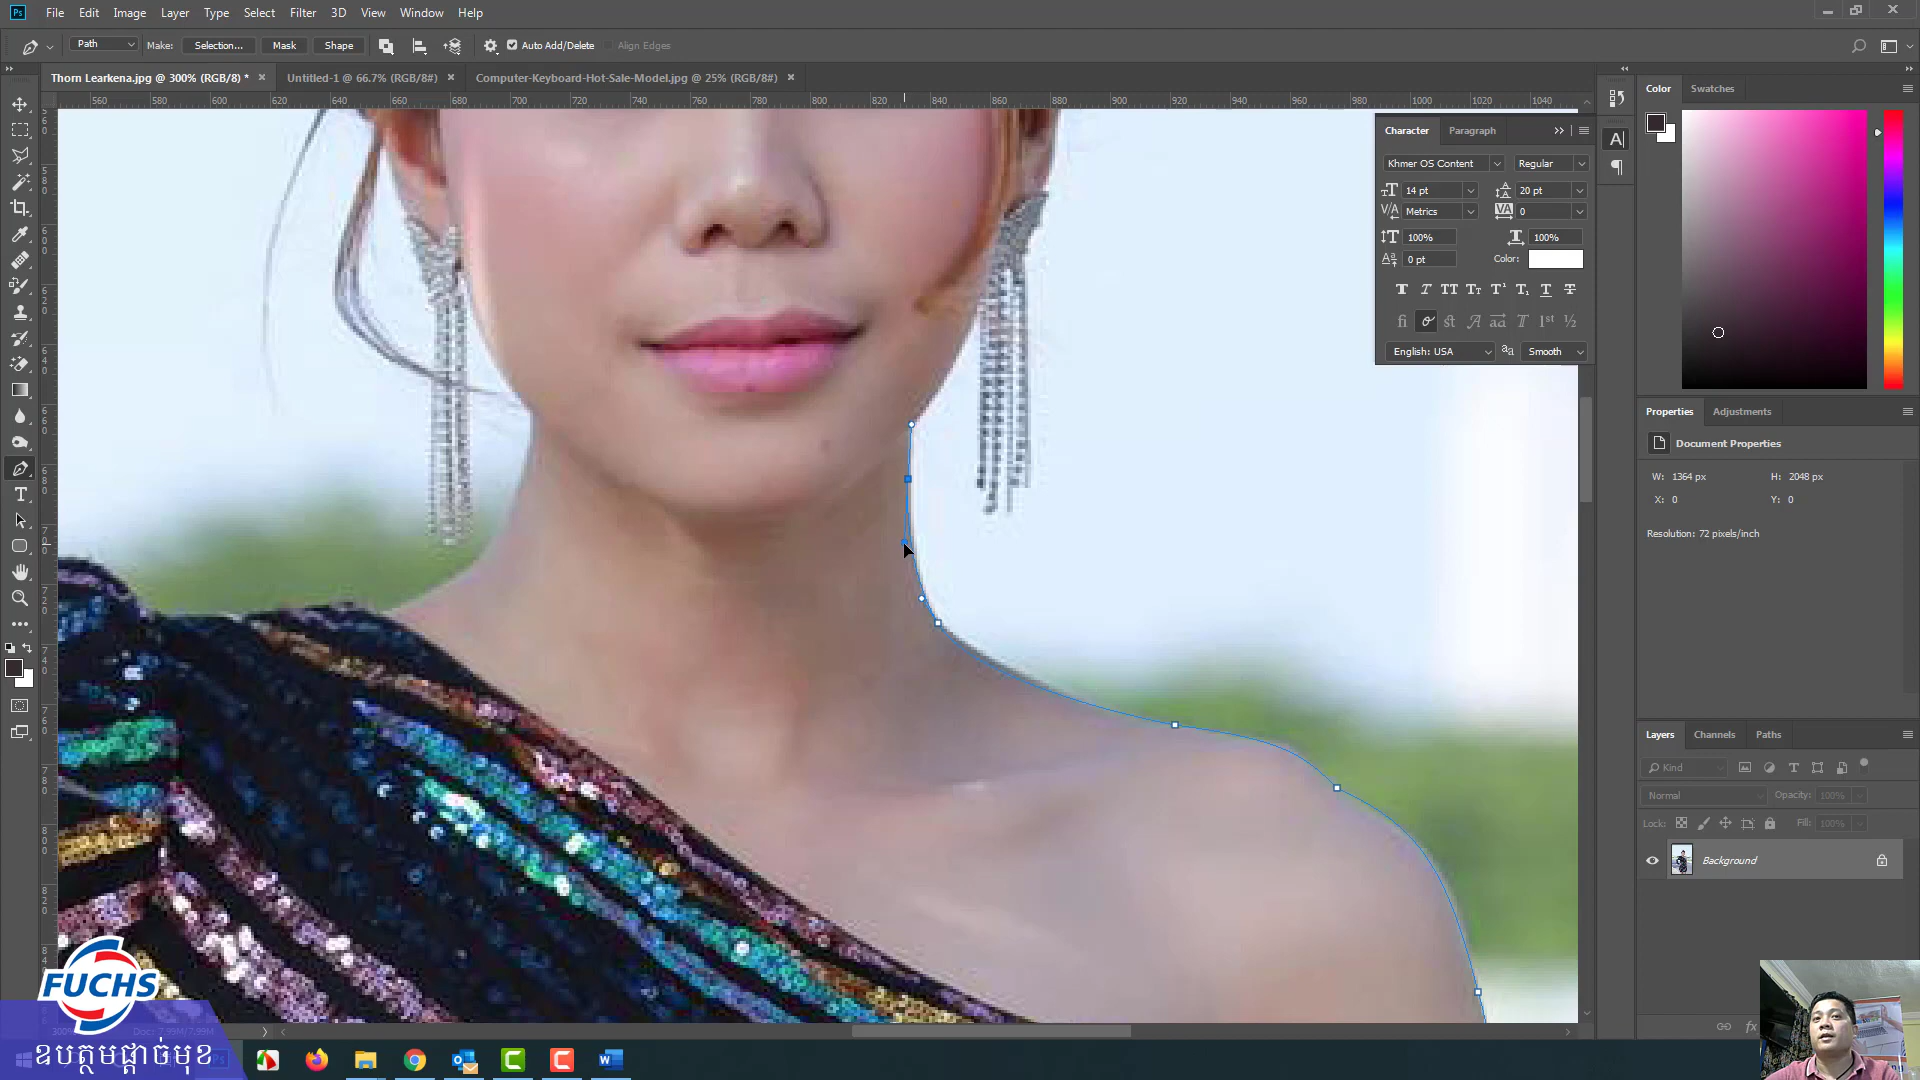 File Edit Image Layer Type Select Filter 3D View Window Help
Path Make: Selection... Mask Shape Auto Add/Delete Align Edges
Thorn Learkena.jpg @ 300% (RGB/8) * Untitled-1 @ 66.7% (RGB/8#) Computer-Keyboard-Hot-Sale-Model.jpg @ 25% (RGB/8#)
560 580 600 620 640 660 680 700 720 740 760 780 800 820 840 860 880 900 920 940 960 980 1000 1020 1040
Character Paragraph
Khmer OS Content Regular
14 pt 20 pt
Metrics 0
100% 100%
0 pt Color:
English: USA Smooth
Color Swatches
Properties Adjustments
Document Properties
W: 1364 px H: 2048 px
X: 0 Y: 0
Resolution: 72 pixels/inch
Layers Channels Paths
Kind
Normal Opacity: 100%
Lock: Fill: 100%
Background
FUCHS
ឧបត្ថមផ្តាច់មុខ